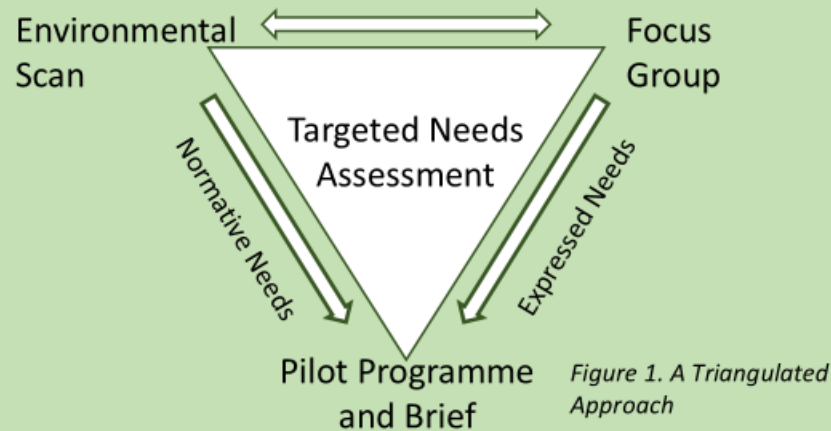 Environmental
Scan
Focus
Group
Targeted Needs
Assessment
Normative Needs
Expressed Needs
Pilot Programme
and Brief
Figure 1. A Triangulated
Approach